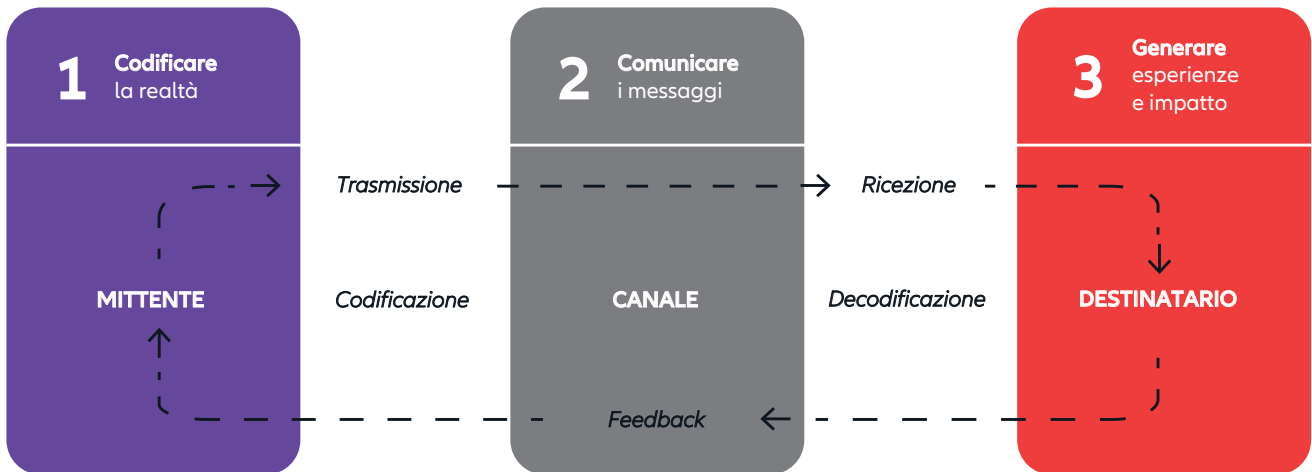 1
Codificare
la realtà
2
Comunicare
i messaggi
3
Generare
esperienze
e impatto
Trasmissione
Ricezione
MITTENTE
Codificazione
CANALE
Decodificazione
DESTINATARIO
Feedback